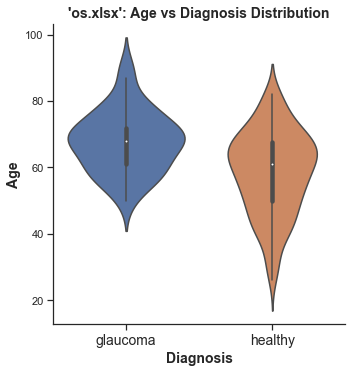 'os.xlsx': Age vs Diagnosis Distribution
100
80
60
40
20
Age
glaucoma healthy
Diagnosis